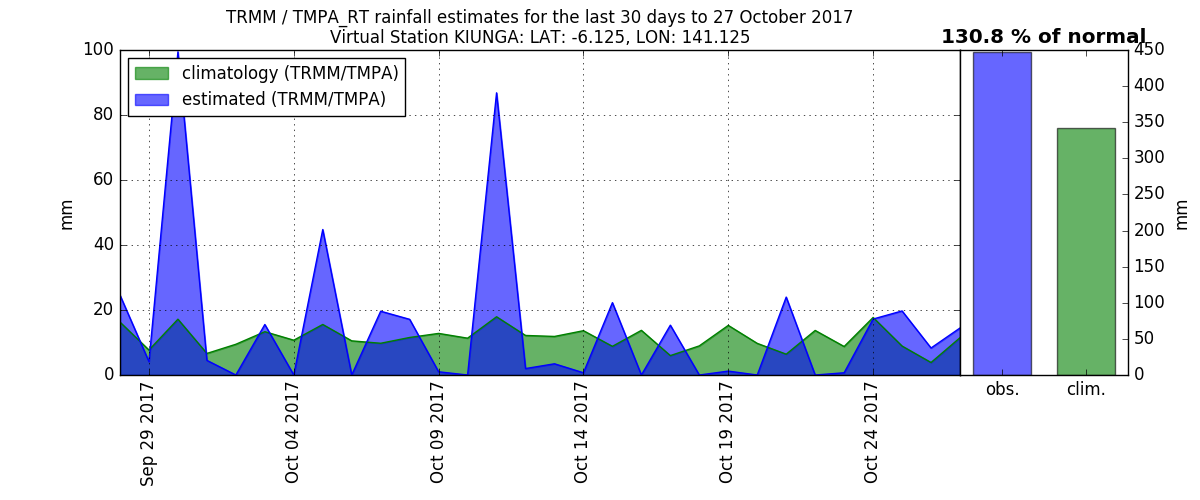 TRMM / TMPA_RT rainfall estimates for the last 30 days to 27 October 2017
Virtual Station KIUNGA: LAT: -6.125, LON: 141.125
130.8 % of normal
climatology (TRMM/TMPA)
estimated (TRMM/TMPA)
100
80
60
40
20
0
mm
Sep 29 2017
Oct 04 2017
Oct 09 2017
Oct 14 2017
Oct 19 2017
Oct 24 2017
450
400
350
300
250
200
150
100
50
0
mm
obs.
clim.